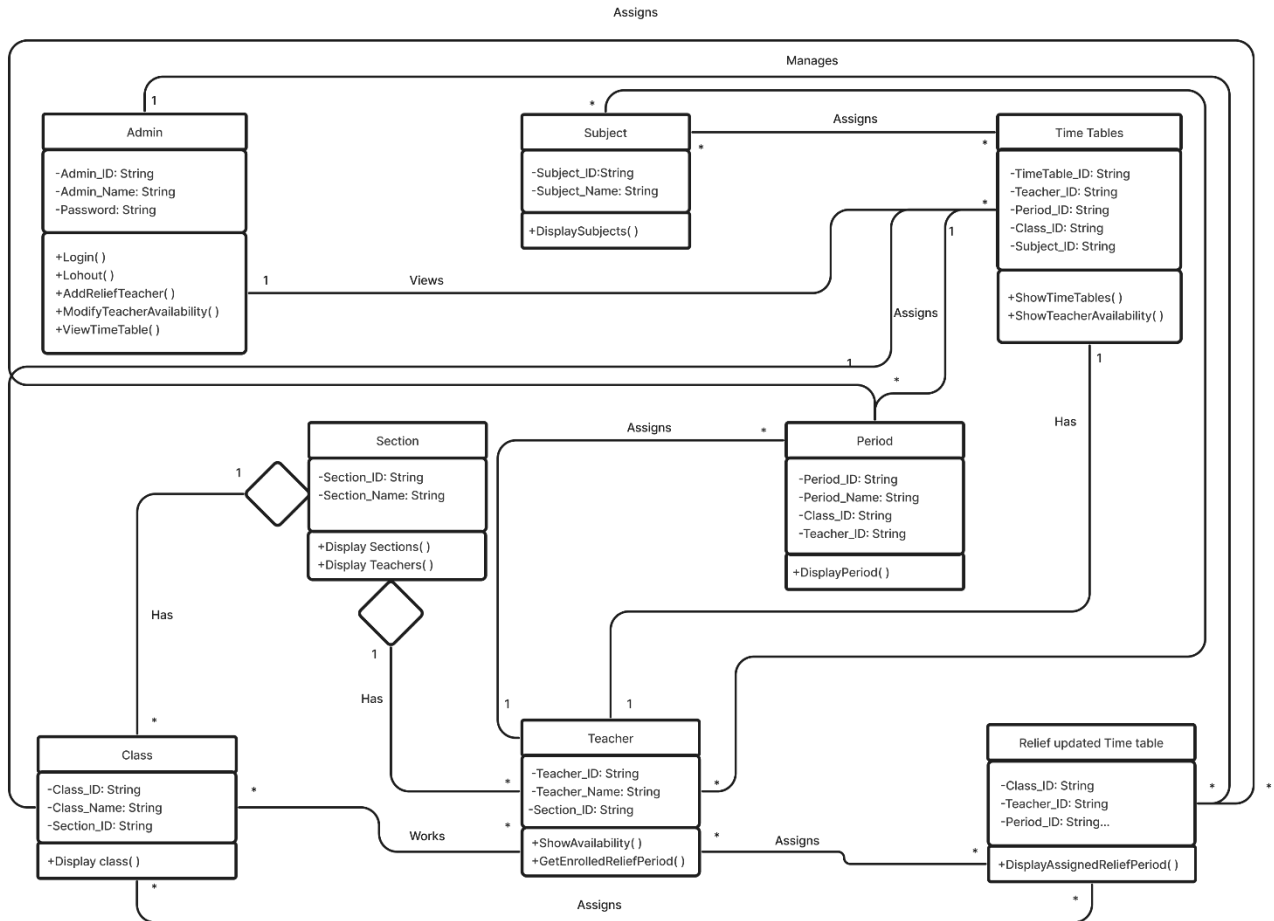 Assigns
Manages
1
*
Admin
-Admin_ID: String
-Admin_Name: String
-Password: String
+Login( )
+Lohout( )
+AddReliefTeacher( )
+ModifyTeacherAvailability( )
+ViewTimeTable( )
Subject
-Subject_ID:String
-Subject_Name: String
+DisplaySubjects( )
Assigns
*
*
Time Tables
-TimeTable_ID: String
-Teacher_ID: String
-Period_ID: String
-Class_ID: String
-Subject_ID: String
+ShowTimeTables( )
+ShowTeacherAvailability( )
*
1
1
Views
Assigns
1
*
1
Has
Section
-Section_ID: String
-Section_Name: String
+Display Sections( )
+Display Teachers( )
1
Assigns
*
Period
-Period_ID: String
-Period_Name: String
-Class_ID: String
-Teacher_ID: String
+DisplayPeriod( )
Has
1
Has
*
1
1
*
Class
-Class_ID: String
-Class_Name: String
-Section_ID: String
+Display class( )
*
Works
*
Teacher
-Teacher_ID: String
-Teacher_Name: String
-Section_ID: String
+ShowAvailability( )
+GetEnrolledReliefPeriod( )
*
*
Assigns
*
Relief updated Time table
-Class_ID: String
-Teacher_ID: String
-Period_ID: String...
+DisplayAssignedReliefPeriod( )
*
*
*
Assigns
*